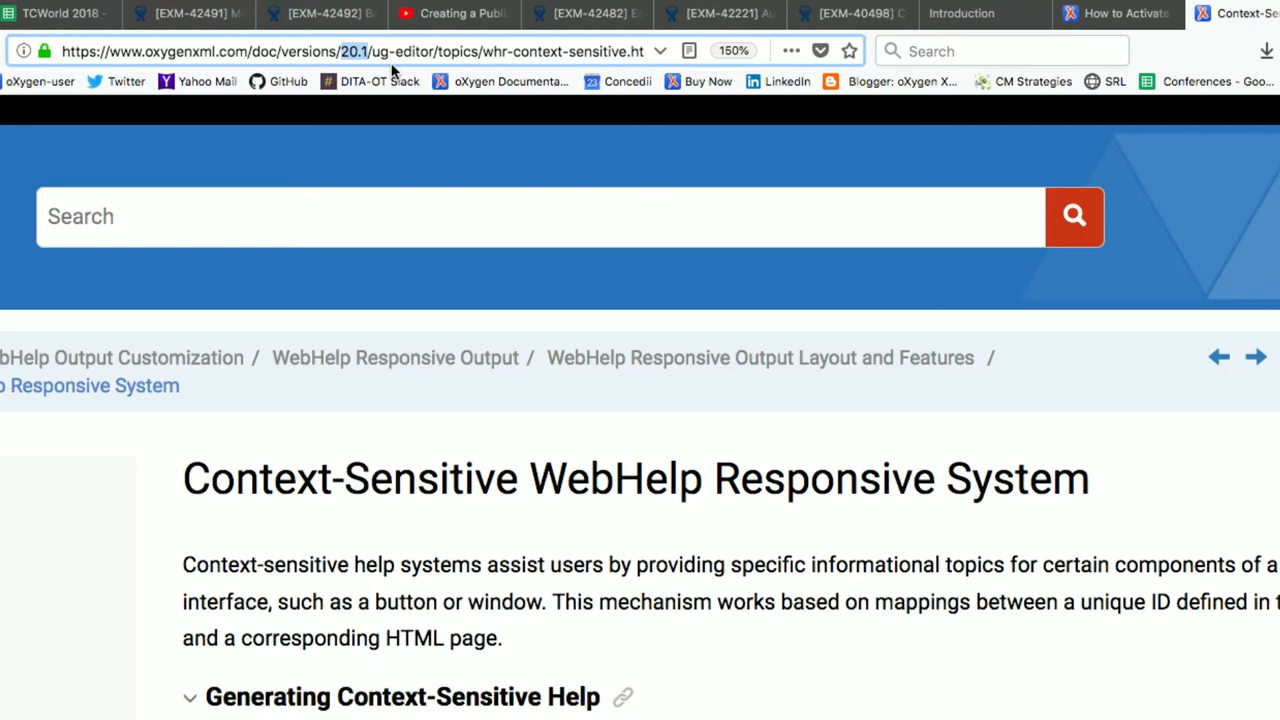 TCWorld 2018 -
[EXM-42491] M
[EXM-42492] B
Creating a Publi
[EXM-42482] E
[EXM-42221] A
[EXM-40498] C
Introduction
How to Activate
Context-Se
https://www.oxygenxml.com/doc/versions/20.1/ug-editor/topics/whr-context-sensitive.ht
150%
Search
oXygen-user
Twitter
Yahoo Mail
GitHub
DITA-OT Slack
oXygen Documenta...
Concedii
Buy Now
LinkedIn
Blogger: oXygen X...
CM Strategies
SRL
Conferences - Goo...
Search
bHelp Output Customization / WebHelp Responsive Output / WebHelp Responsive Output Layout and Features /
p Responsive System
Context-Sensitive WebHelp Responsive System
Context-sensitive help systems assist users by providing specific informational topics for certain components of a
interface, such as a button or window. This mechanism works based on mappings between a unique ID defined in t
and a corresponding HTML page.
Generating Context-Sensitive Help